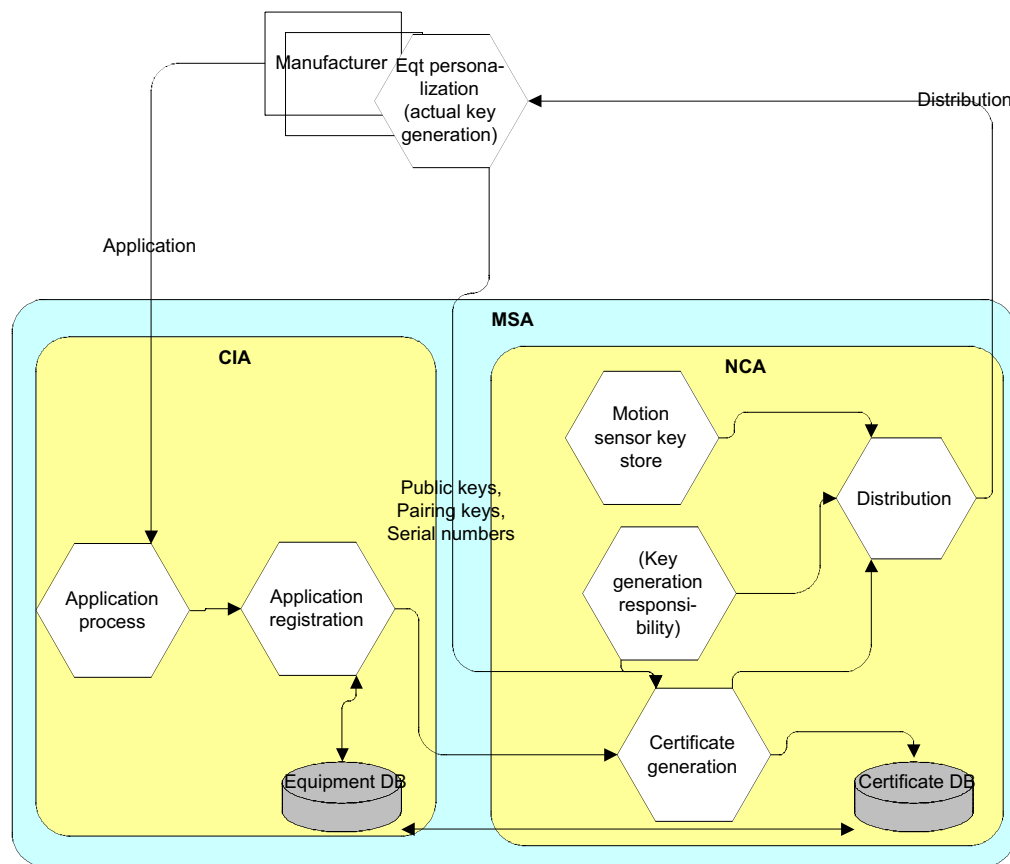 Manufacturer
Eqt persona-
lization
(actual key
generation)
Distribution
Application
MSA
CIA
NCA
Motion
sensor key
store
Public keys,
Pairing keys,
Serial numbers
Distribution
(Key
generation
responsi-
bility)
Application
process
Application
registration
Certificate
generation
Equipment DB
Certificate DB